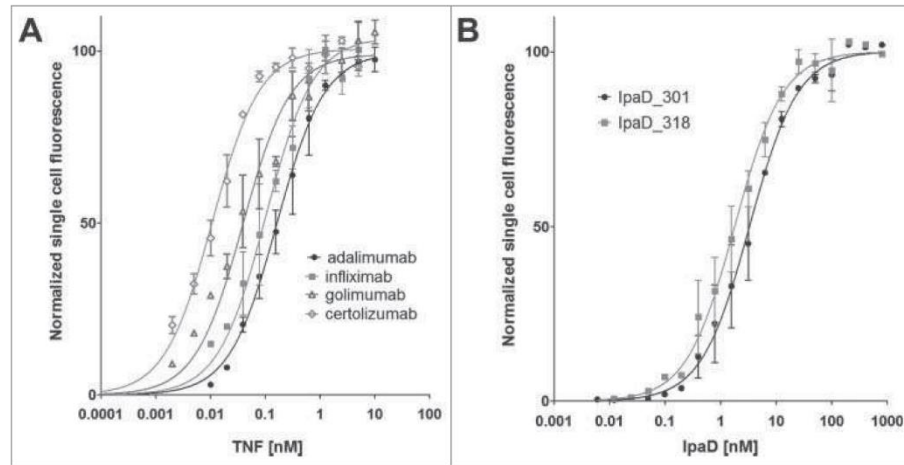 A
Normalized single cell fluorescence
100
50
0
adalimumab
infliximab
golimumab
certolizumab
0.0001 0.001 0.01 0.1 1 10 100
TNF [nM]
B
Normalized single cell fluorescence
100
50
0
IpaD_301
IpaD_318
0.001 0.01 0.1 1 10 100 1000
IpaD [nM]